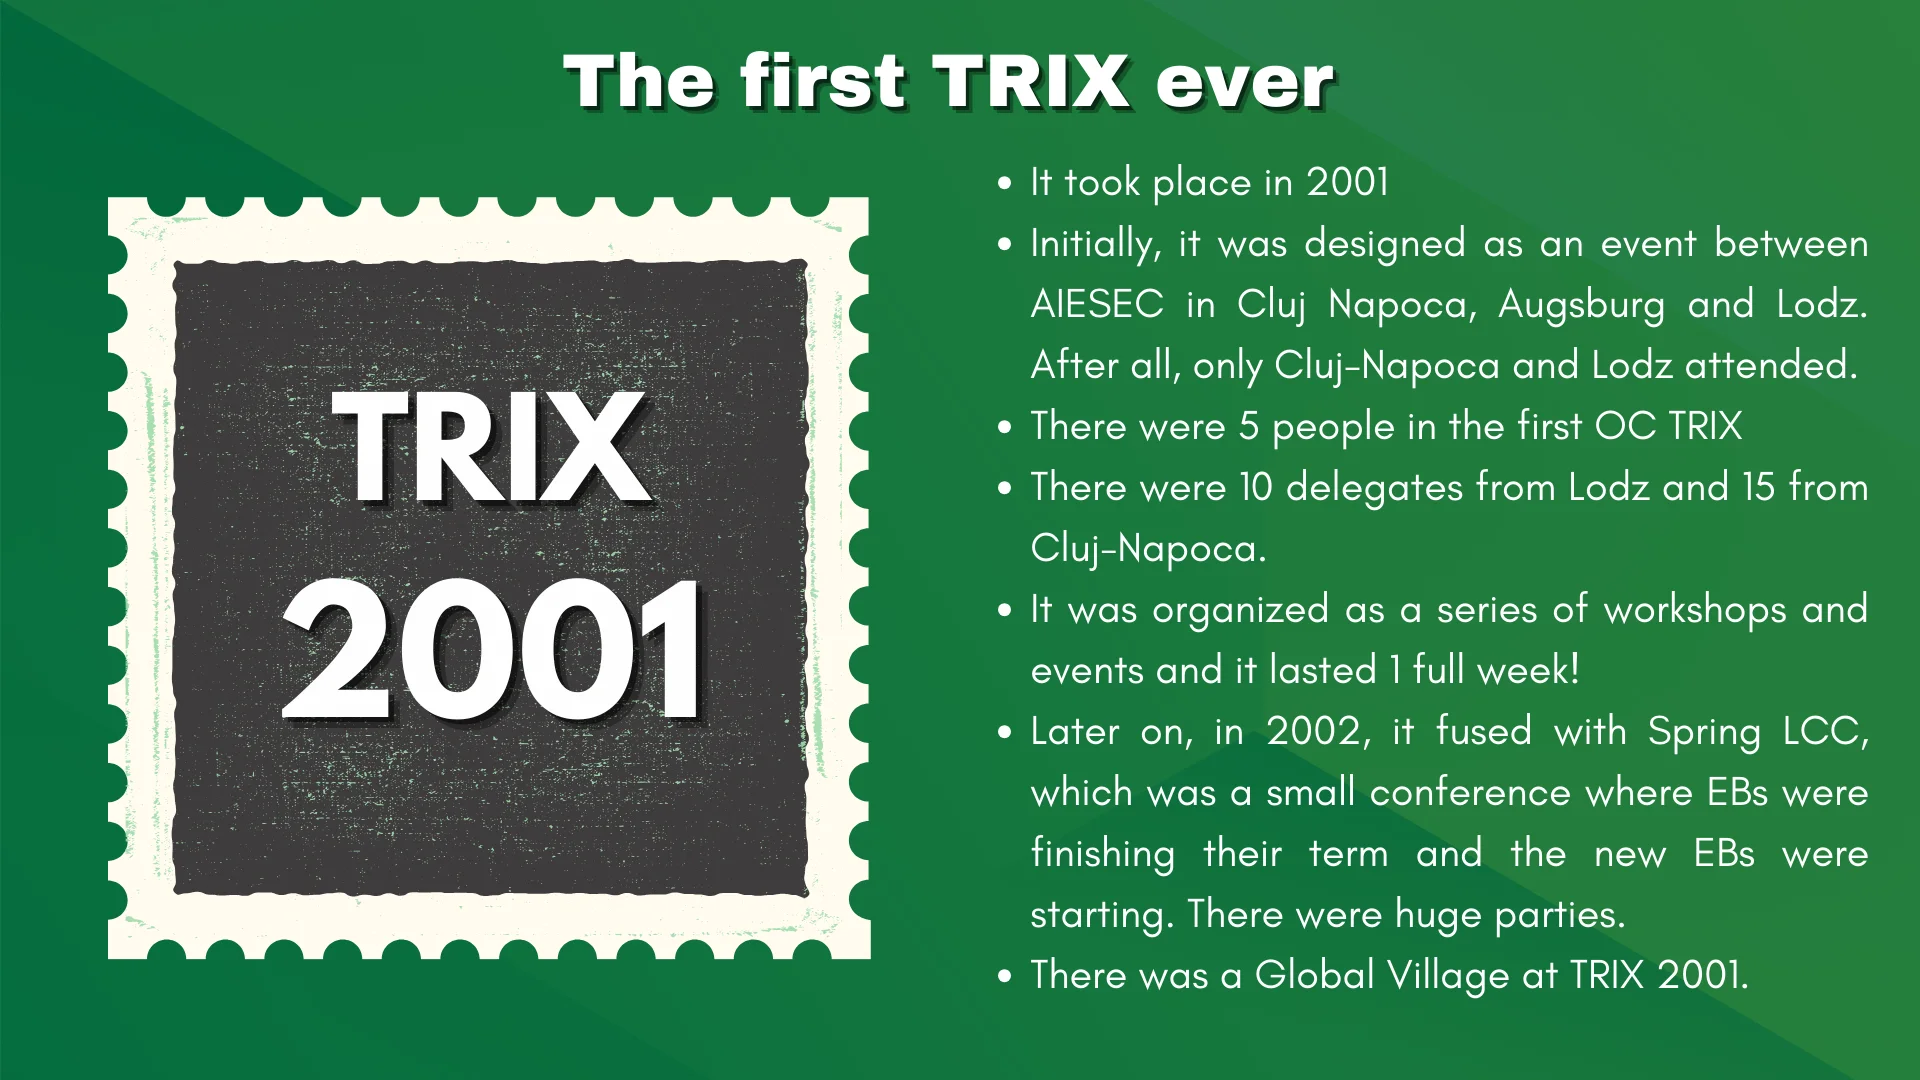 The first TRIX ever
TRIX
2001
• It took place in 2001
• Initially, it was designed as an event between
AIESEC in Cluj Napoca, Augsburg and Lodz.
After all, only Cluj-Napoca and Lodz attended.
• There were 5 people in the first OC TRIX
• There were 10 delegates from Lodz and 15 from
Cluj-Napoca.
• It was organized as a series of workshops and
events and it lasted 1 full week!
• Later on, in 2002, it fused with Spring LCC,
which was a small conference where EBs were
finishing their term and the new EBs were
starting. There were huge parties.
• There was a Global Village at TRIX 2001.